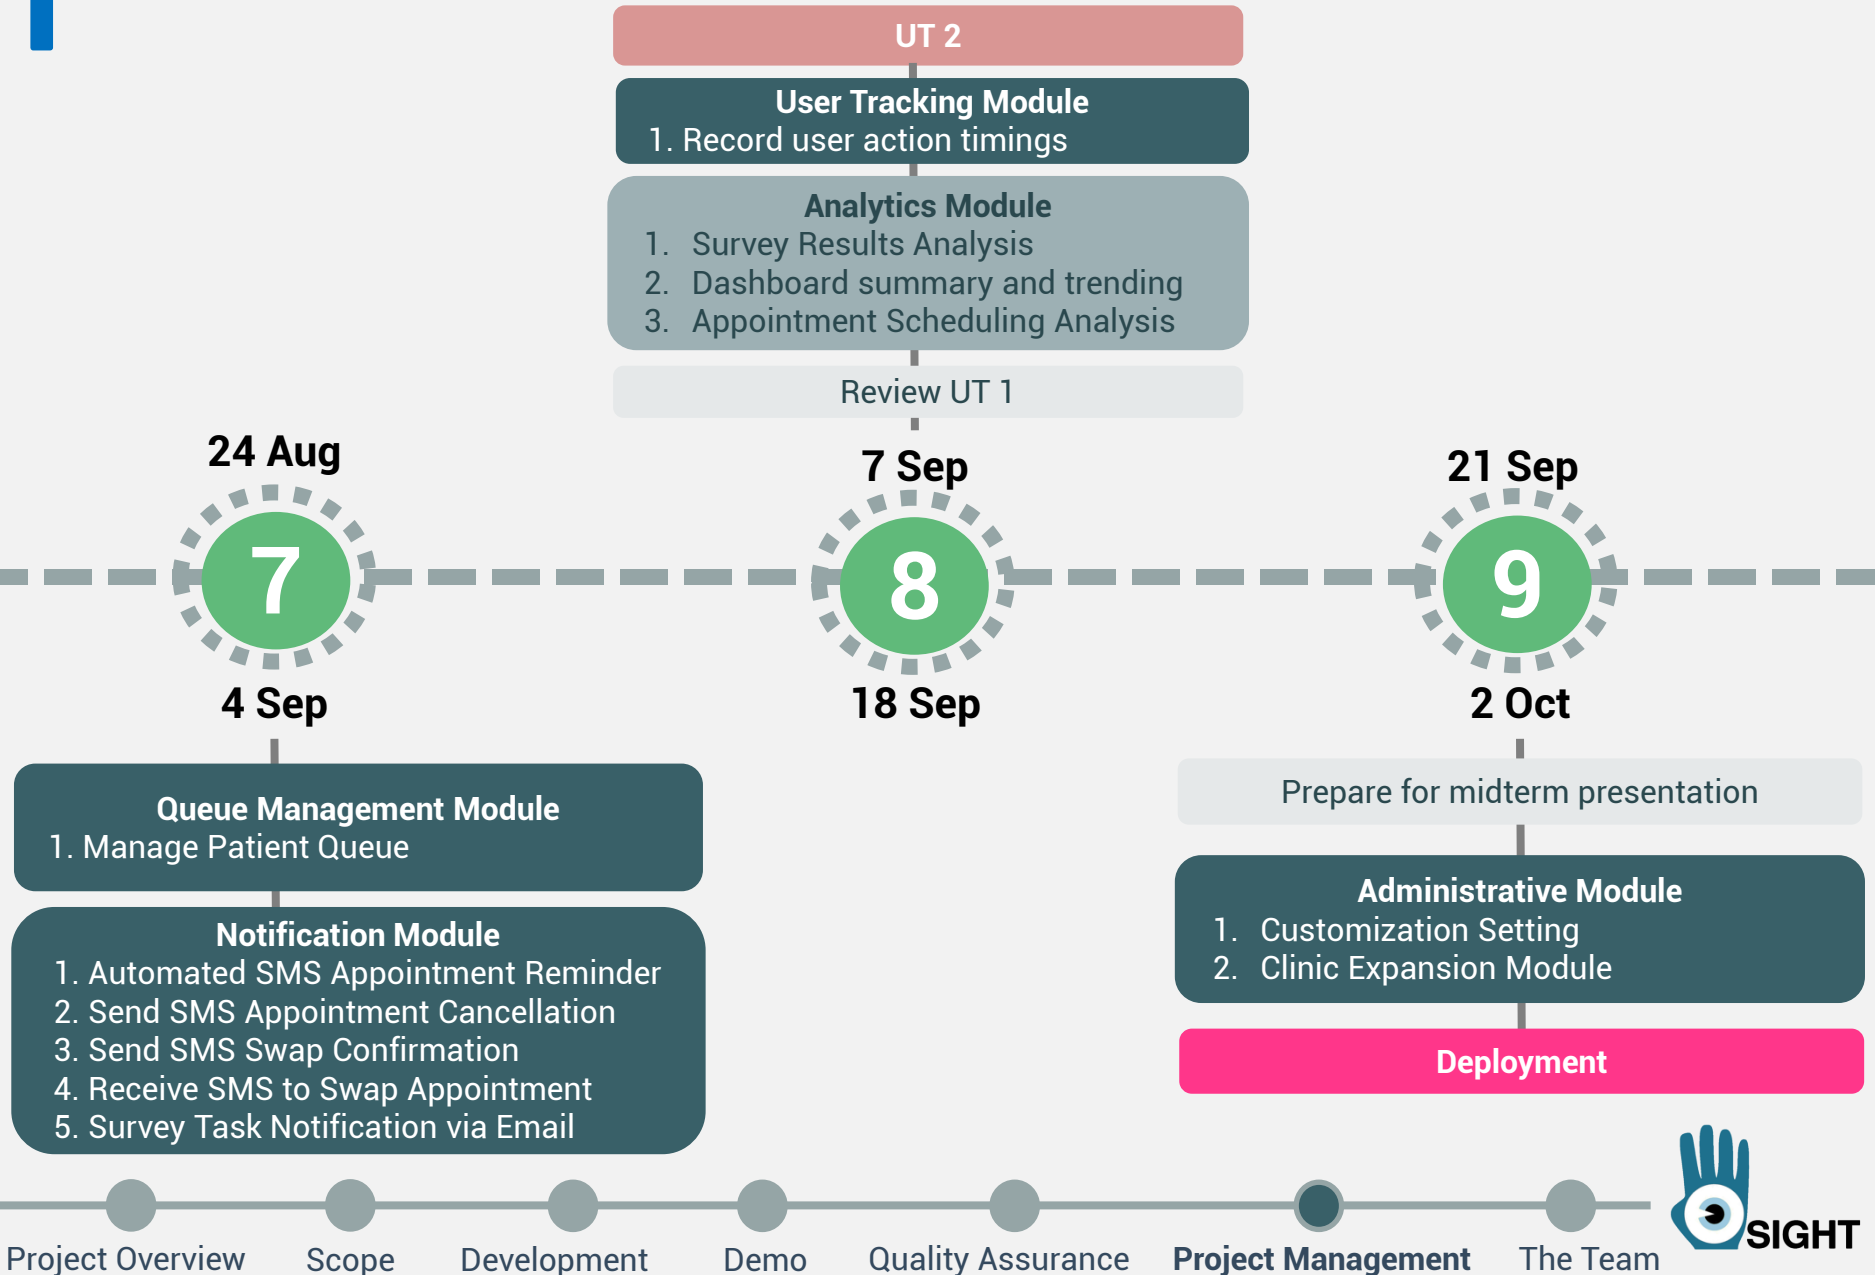 UT 2
User Tracking Module
1. Record user action timings
Analytics Module
1. Survey Results Analysis
2. Dashboard summary and trending
3. Appointment Scheduling Analysis
Review UT 1
24 Aug
7 Sep
21 Sep
7
8
9
4 Sep
18 Sep
2 Oct
Queue Management Module
1. Manage Patient Queue
Notification Module
1. Automated SMS Appointment Reminder
2. Send SMS Appointment Cancellation
3. Send SMS Swap Confirmation
4. Receive SMS to Swap Appointment
5. Survey Task Notification via Email
Prepare for midterm presentation
Administrative Module
1. Customization Setting
2. Clinic Expansion Module
Deployment
SIGHT
Project Overview
Scope
Development
Demo
Quality Assurance
Project Management
The Team